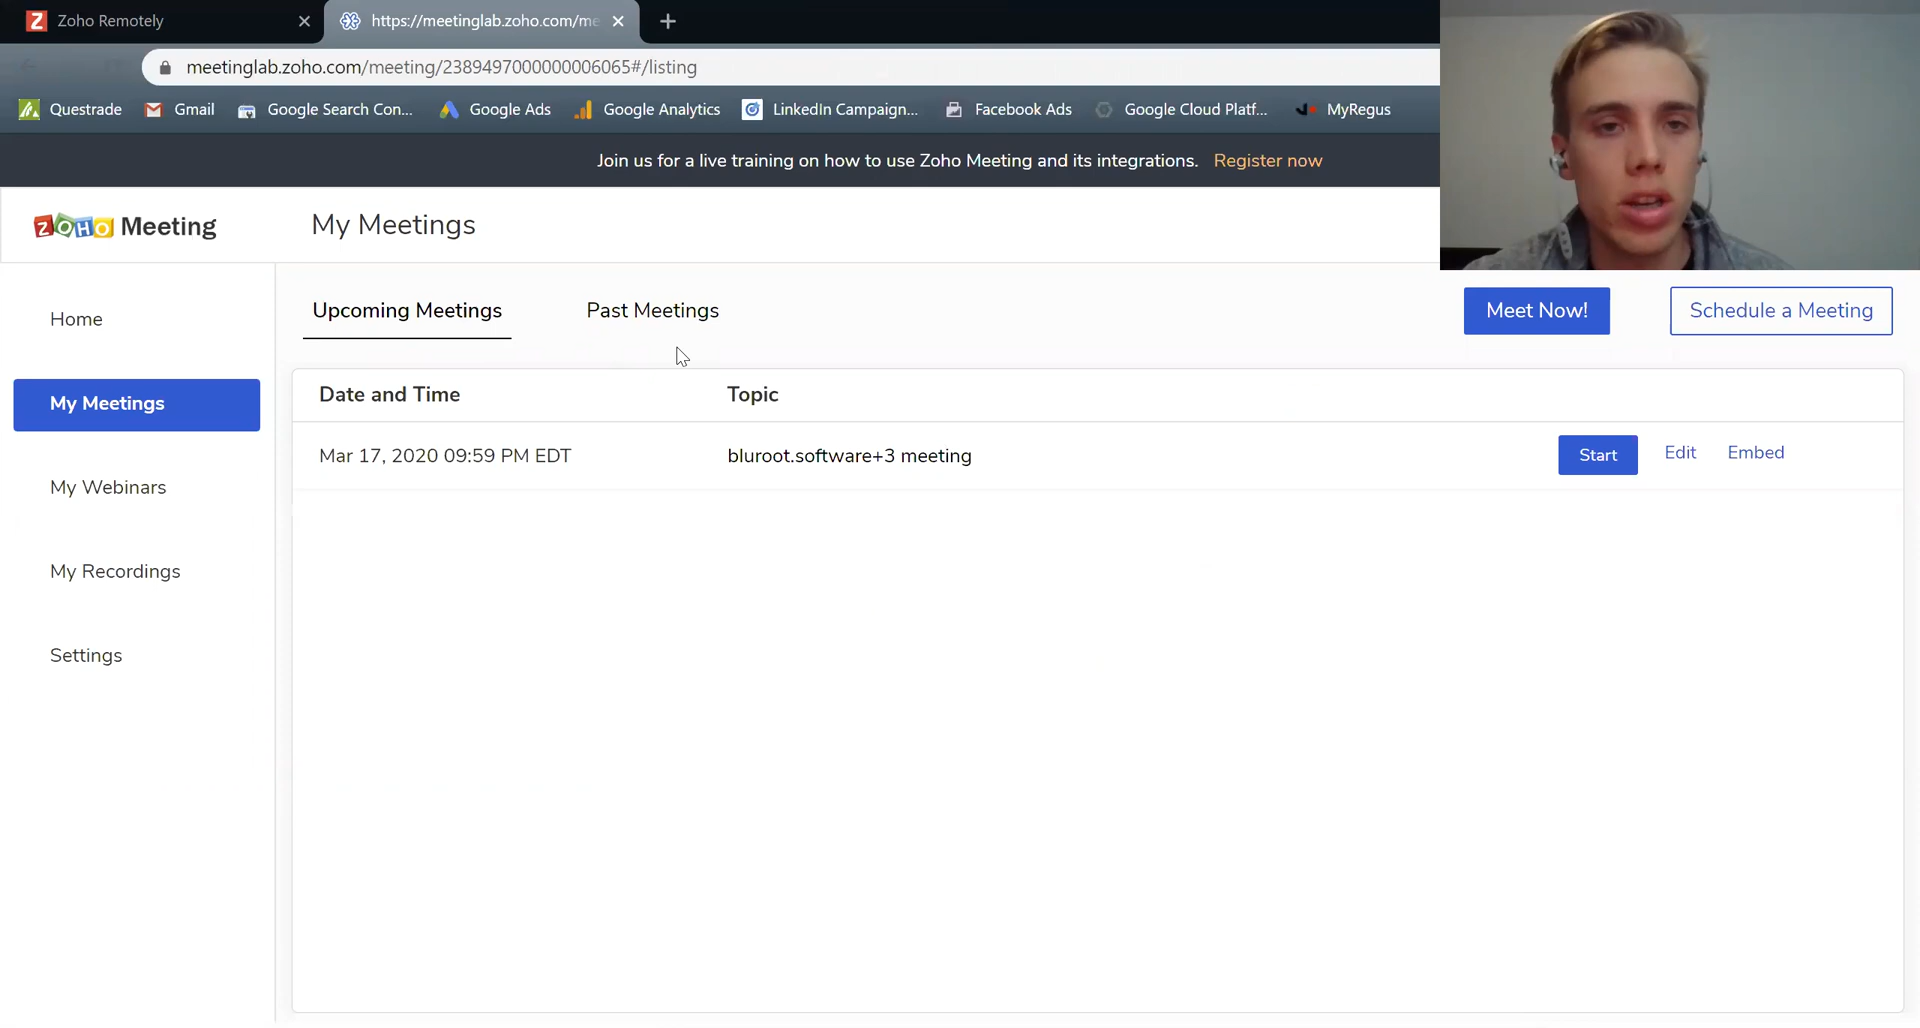 Zoho Remotely
https://meetinglab.zoho.com/me
meetinglab.zoho.com/meeting/2389497000000006065#/listing
Questrade Gmail Google Search Con... Google Ads Google Analytics LinkedIn Campaign... Facebook Ads Google Cloud Platf... MyRegus
Join us for a live training on how to use Zoho Meeting and its integrations. Register now
ZOHO Meeting
My Meetings
Home
My Meetings
My Webinars
My Recordings
Settings
Upcoming Meetings Past Meetings Meet Now! Schedule a Meeting
Date and Time Topic
Mar 17, 2020 09:59 PM EDT bluroot.software+3 meeting Start Edit Embed